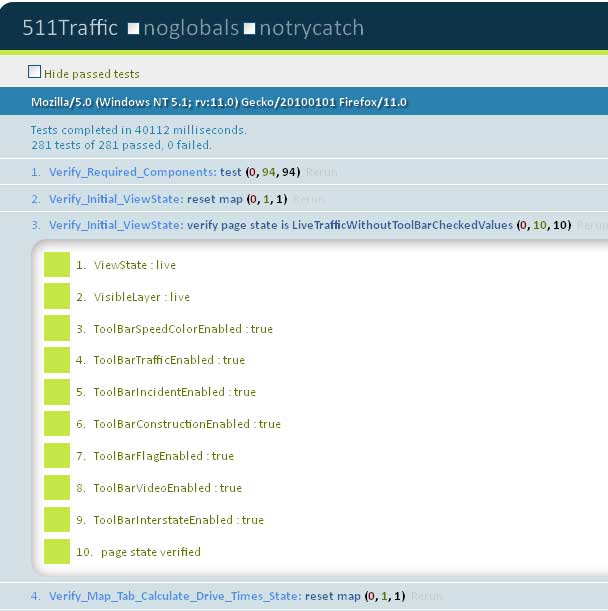 511Traffic noglobals notrycatch
Hide passed tests
Mozilla/5.0 (Windows NT 5.1; rv:11.0) Gecko/20100101 Firefox/11.0
Tests completed in 40112 milliseconds.
281 tests of 281 passed, 0 failed.
1. Verify_Required_Components: test (0, 94, 94) Rerun
2. Verify_Initial_ViewState: reset map (0, 1, 1) Rerun
3. Verify_Initial_ViewState: verify page state is LiveTrafficWithoutToolBarCheckedValues (0, 10, 10) Rerun
1. ViewState : live
2. VisibleLayer : live
3. ToolBarSpeedColorEnabled : true
4. ToolBarTrafficEnabled : true
5. ToolBarIncidentEnabled : true
6. ToolBarConstructionEnabled : true
7. ToolBarFlagEnabled : true
8. ToolBarVideoEnabled : true
9. ToolBarInterstateEnabled : true
10. page state verified
4. Verify_Map_Tab_Calculate_Drive_Times_State: reset map (0, 1, 1) Rerun